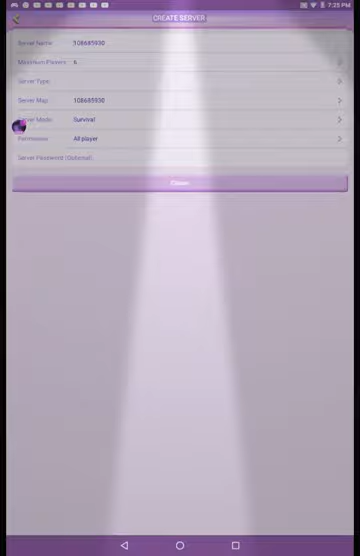 7:25 PM
CREATE SERVER
Server Name: 108685930
Maximum Players: 6
Server Type:
Server Map: 108685930
Server Mode: Survival
Permission: All player
Server Password (Optional):
Create